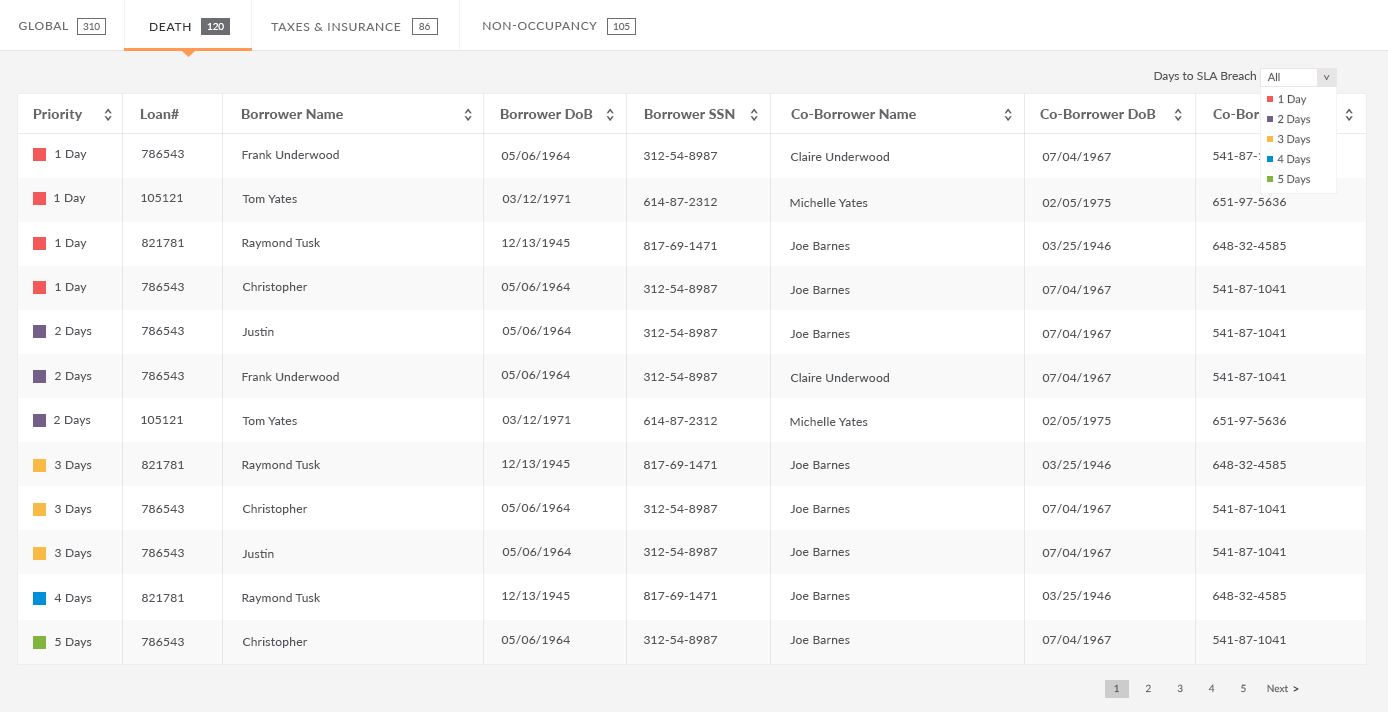 GLOBAL 310 DEATH 120 TAXES & INSURANCE 86 NON-OCCUPANCY 105
Days to SLA Breach All v
1 Day
2 Days
3 Days
4 Days
5 Days
Priority Loan# Borrower Name Borrower DoB Borrower SSN Co-Borrower Name Co-Borrower DoB Co-Bor
1 Day 786543 Frank Underwood 05/06/1964 312-54-8987 Claire Underwood 07/04/1967 541-87-
1 Day 105121 Tom Yates 03/12/1971 614-87-2312 Michelle Yates 02/05/1975 651-97-5636
1 Day 821781 Raymond Tusk 12/13/1945 817-69-1471 Joe Barnes 03/25/1946 648-32-4585
1 Day 786543 Christopher 05/06/1964 312-54-8987 Joe Barnes 07/04/1967 541-87-1041
2 Days 786543 Justin 05/06/1964 312-54-8987 Joe Barnes 07/04/1967 541-87-1041
2 Days 786543 Frank Underwood 05/06/1964 312-54-8987 Claire Underwood 07/04/1967 541-87-1041
2 Days 105121 Tom Yates 03/12/1971 614-87-2312 Michelle Yates 02/05/1975 651-97-5636
3 Days 821781 Raymond Tusk 12/13/1945 817-69-1471 Joe Barnes 03/25/1946 648-32-4585
3 Days 786543 Christopher 05/06/1964 312-54-8987 Joe Barnes 07/04/1967 541-87-1041
3 Days 786543 Justin 05/06/1964 312-54-8987 Joe Barnes 07/04/1967 541-87-1041
4 Days 821781 Raymond Tusk 12/13/1945 817-69-1471 Joe Barnes 03/25/1946 648-32-4585
5 Days 786543 Christopher 05/06/1964 312-54-8987 Joe Barnes 07/04/1967 541-87-1041
1 2 3 4 5 Next >